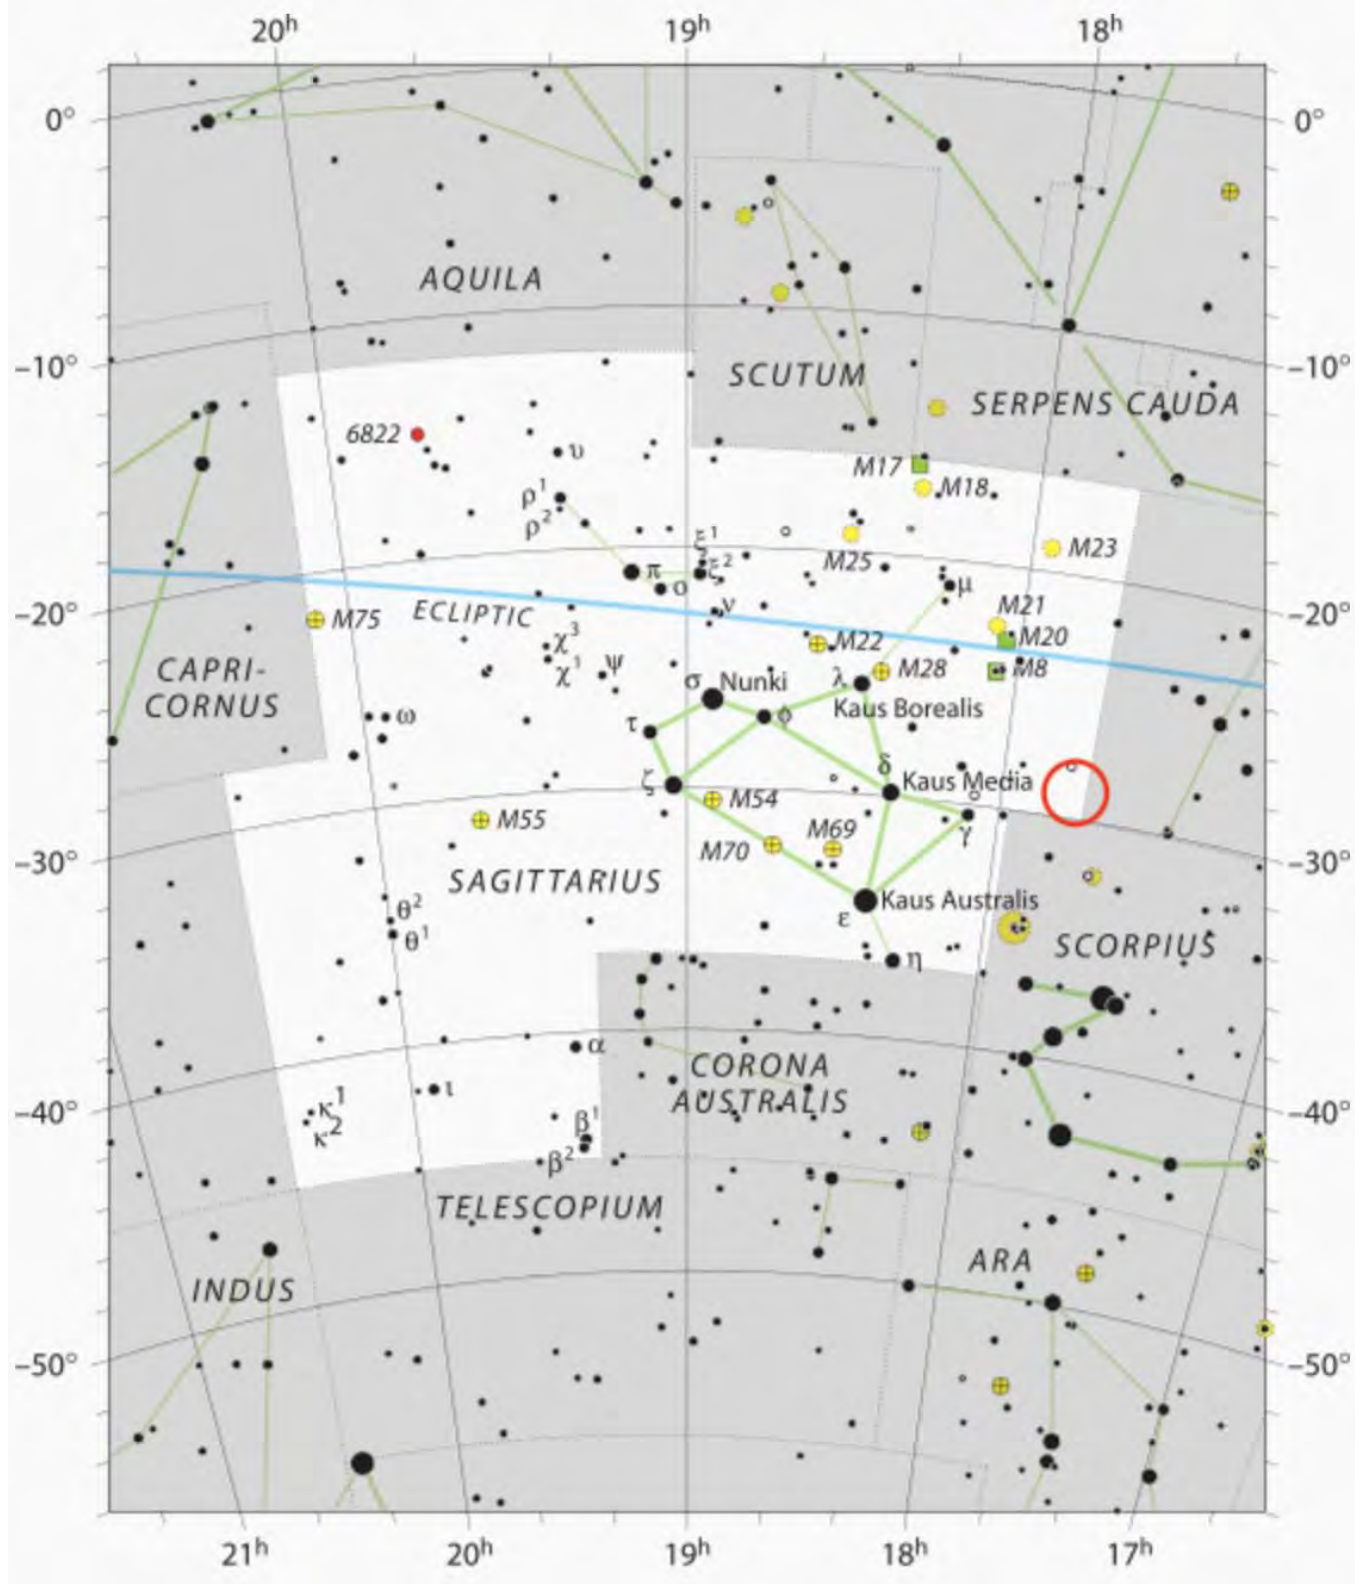 20h 19h 18h
0° 0°
AQUILA
-10° SCUTUM -10°
SERPENS CAUDA
6822 υ M17
ρ1 M18
ρ2
ξ1 M23
π ξ2 M25
ο μ
-20° M75 ECLIPTIC ν M21 -20°
χ3 M22 M20
CAPRI-
CORNUS
χ1 ψ M28 M8
σ Nunki λ
ω τ φ Kaus Borealis
ζ δ Kaus Media
M54
M55 M69 γ
-30° M70 -30°
SAGITTARIUS
θ2 ε Kaus Australis
θ1 η SCORPIUS
α CORONA
AUSTRALIS
ι
-40° κ1 β1 -40°
κ2
β2
TELESCOPIUM
ARA
INDUS
-50° -50°
21h 20h 19h 18h 17h